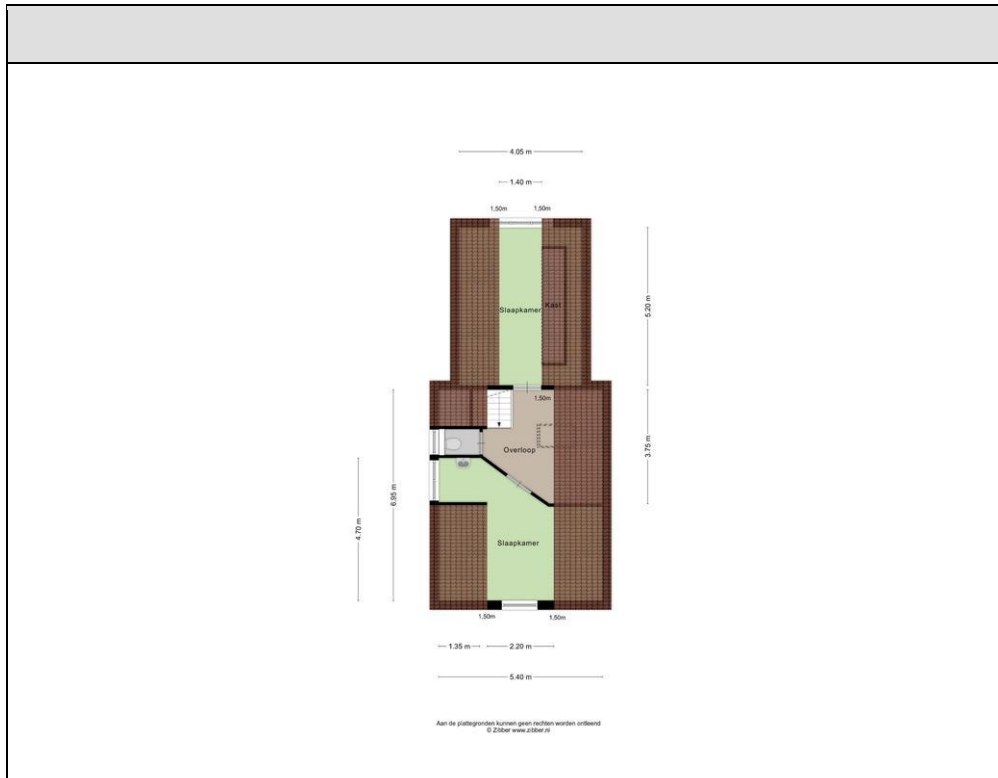 4.05 m
1.40 m
1,50m 1,50m
Slaapkamer
Kast
5.20 m
1,50m
Overloop
3.75 m
6.95 m
4.70 m
Slaapkamer
1,50m 1,50m
1.35 m 2.20 m
5.40 m
Aan de plattegronden kunnen geen rechten worden ontleend
© Zibber www.zibber.nl